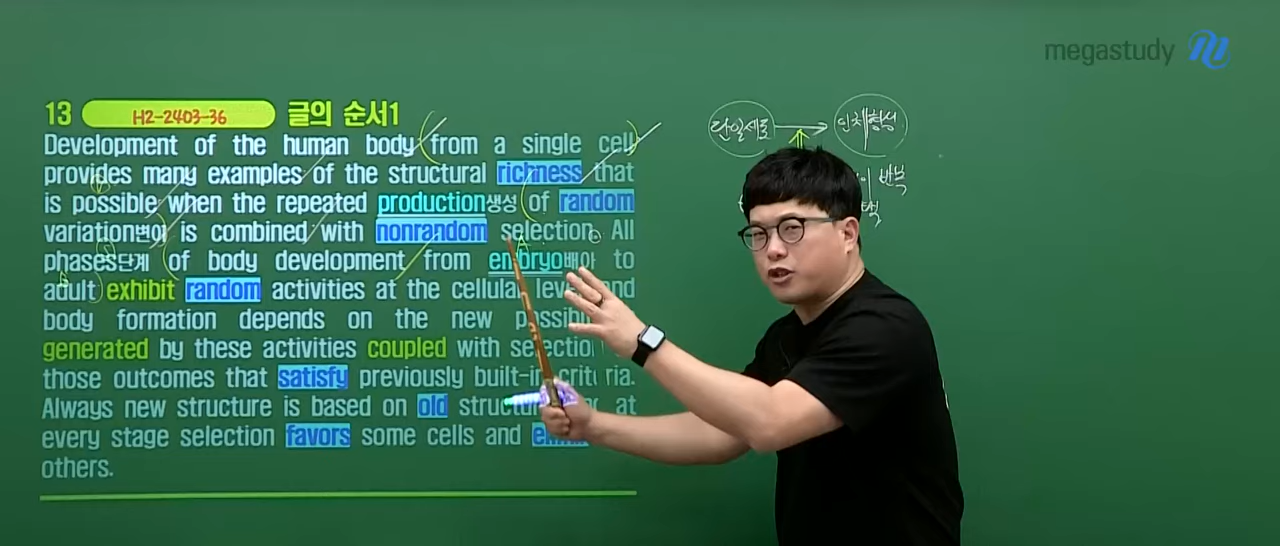 megastudy
13 H2-2403-36 글의 순서1
Development of the human body from a single cell
provides many examples of the structural richness that
is possible when the repeated production생성 of random
variation변이 is combined with nonrandom selection. All
phases단계 of body development from embryo배아 to
adult exhibit random activities at the cellular level and
body formation depends on the new
generated by these activities coupled with
those outcomes that satisfy previously built-in
Always new structure is based on old at
every stage selection favors some cells and
others.
단일세포 인체형성
반복